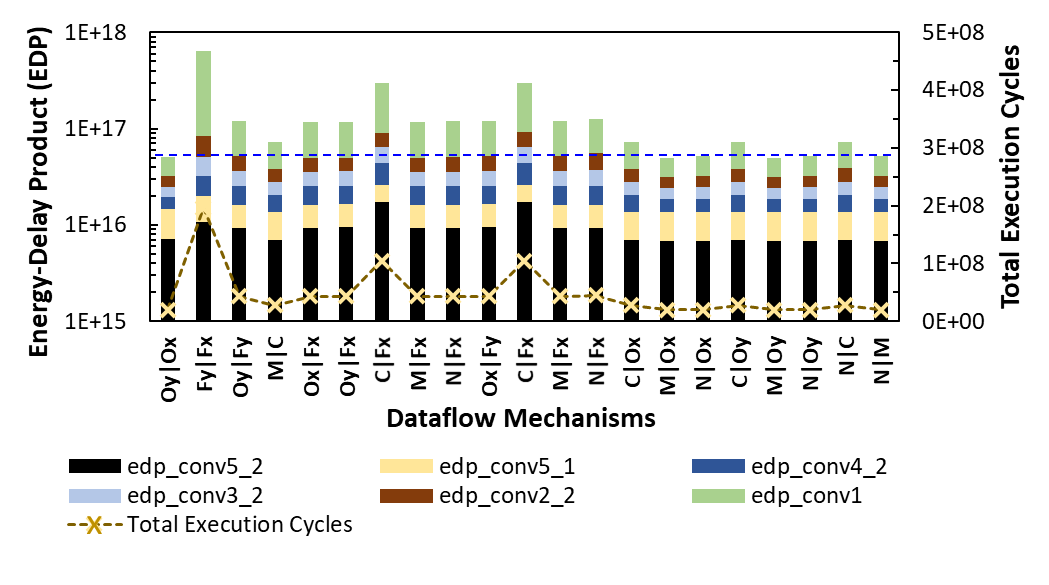 1E+18
1E+17
1E+16
1E+15
Energy-Delay Product (EDP)
5E+08
4E+08
3E+08
2E+08
1E+08
0E+00
Total Execution Cycles
Oy|Ox
Fy|Fx
Oy|Fy
M|C
Ox|Fx
Oy|Fx
C|Fx
M|Fx
N|Fx
Ox|Fy
C|Fx
M|Fx
N|Fx
C|Ox
M|Ox
N|Ox
C|Oy
M|Oy
N|Oy
N|C
N|M
Dataflow Mechanisms
edp_conv5_2 edp_conv5_1 edp_conv4_2
edp_conv3_2 edp_conv2_2 edp_conv1
Total Execution Cycles